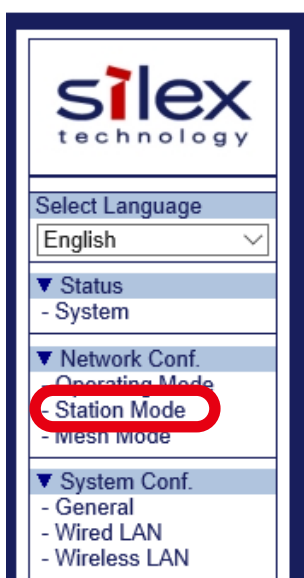 silex
technology
Select Language
English
▼ Status
- System
▼ Network Conf.
- Operating Mode
- Station Mode
- Mesh Mode
▼ System Conf.
- General
- Wired LAN
- Wireless LAN